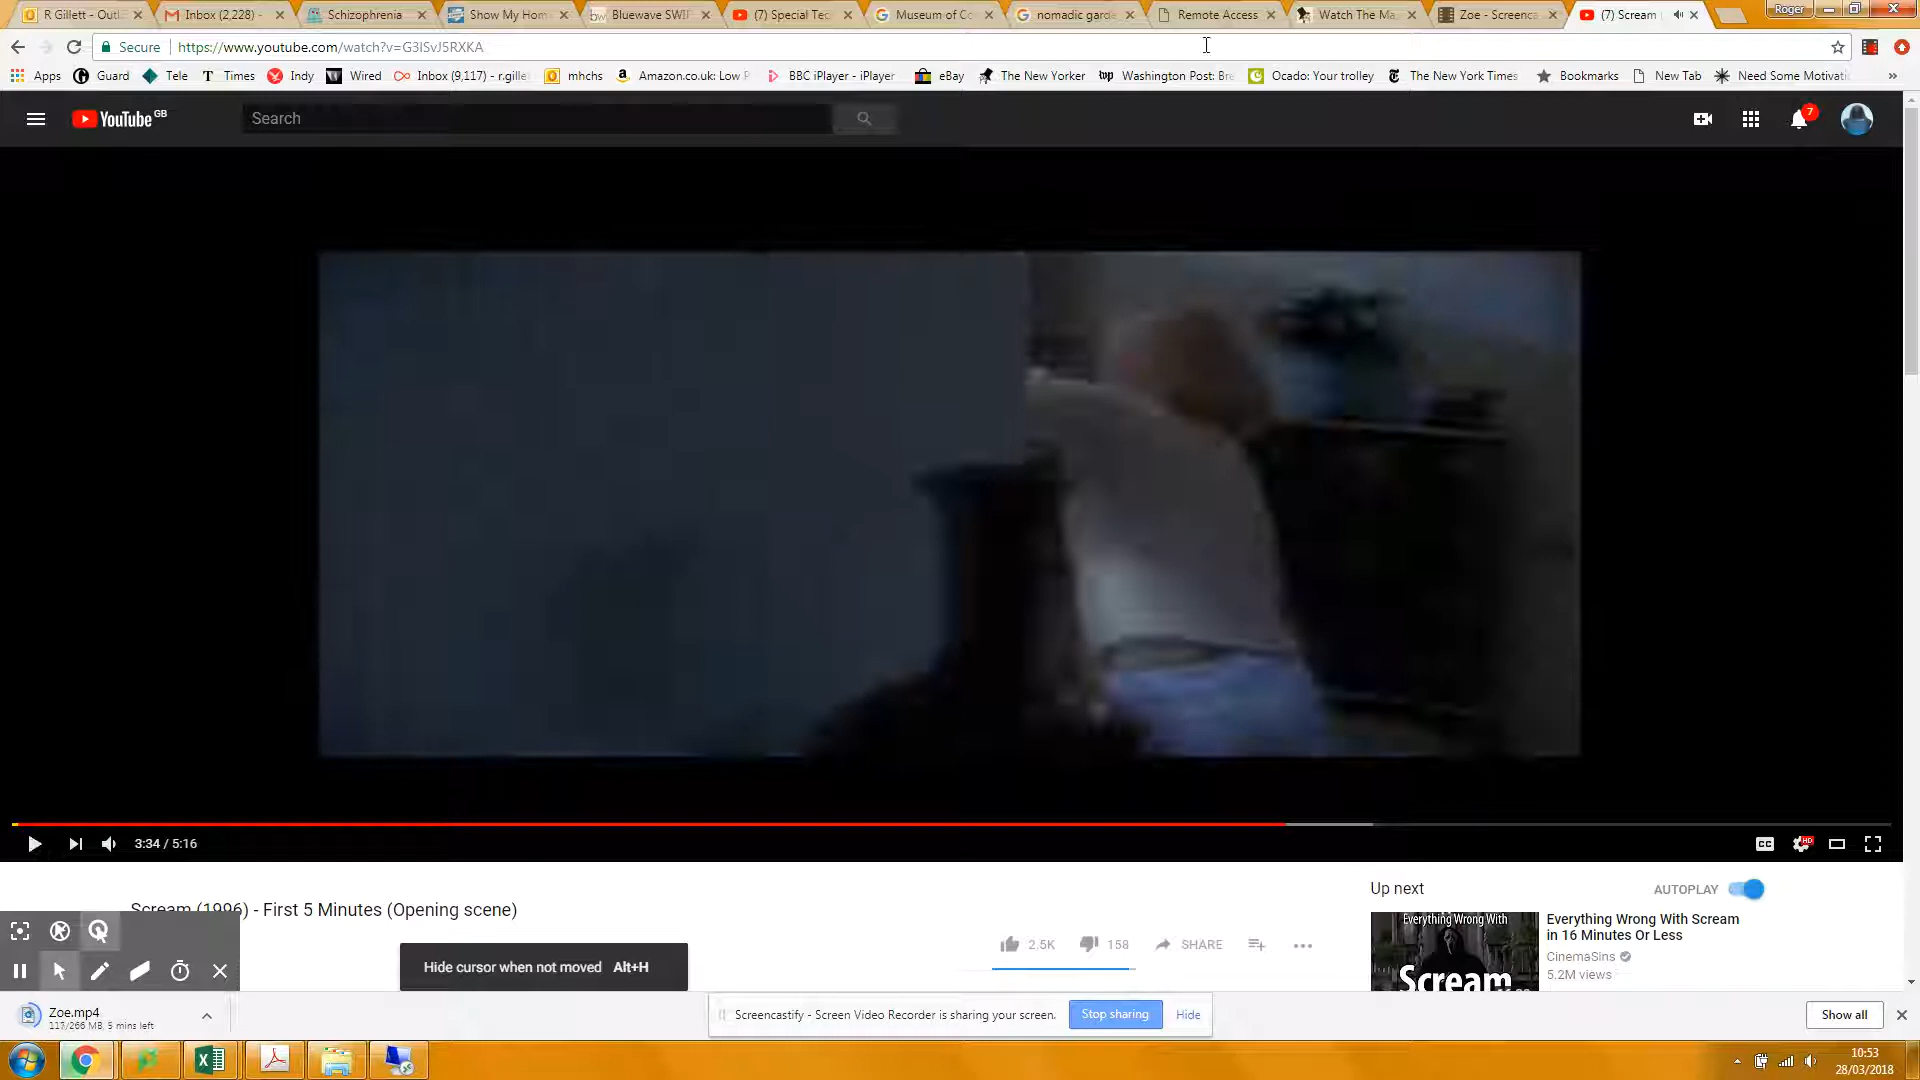 R Gillett - Outl
Inbox (2,228) -
Schizophrenia
Show My Hom
Bluewave SWI
(7) Special Tec
Museum of Co
nomadic garde
Remote Access
Watch The Ma
Zoe - Screenca
(7) Scream
Roger
Secure
https://www.youtube.com/watch?v=G3lSvJ5RXKA
Apps
Guard
Tele
Times
Indy
Wired
Inbox (9,117) - r.gille
mhchs
Amazon.co.uk: Low P
BBC iPlayer - iPlayer
eBay
The New Yorker
Washington Post: Bre
Ocado: Your trolley
The New York Times
Bookmarks
New Tab
Need Some Motivati
YouTube GB
Search
7
3:34 / 5:16
CC
HD
Scream (1996) - First 5 Minutes (Opening scene)
2.5K
158
SHARE
Up next
AUTOPLAY
Everything Wrong With
Scream
Everything Wrong With Scream
in 16 Minutes Or Less
CinemaSins
5.2M views
Hide cursor when not moved Alt+H
Zoe.mp4
117/266 MB, 5 mins left
Screencastify - Screen Video Recorder is sharing your screen.
Stop sharing
Hide
Show all
10:53
28/03/2018